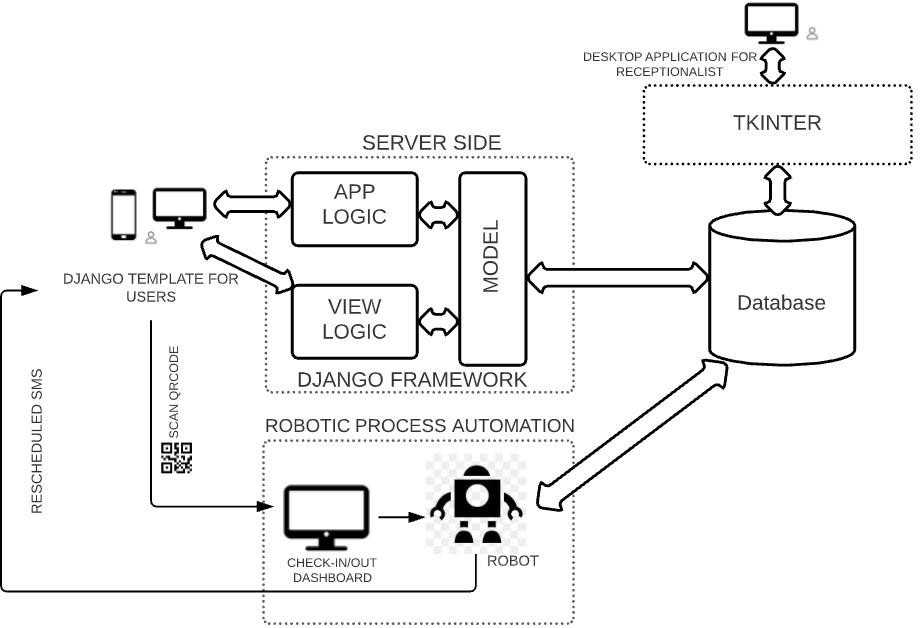 DESKTOP APPLICATION FOR
RECEPTIONALIST
TKINTER
SERVER SIDE
APP
LOGIC
MODEL
VIEW
LOGIC
DJANGO FRAMEWORK
DJANGO TEMPLATE FOR
USERS
Database
SCAN QRCODE
RESCHEDULED SMS
ROBOTIC PROCESS AUTOMATION
CHECK-IN/OUT
DASHBOARD
ROBOT